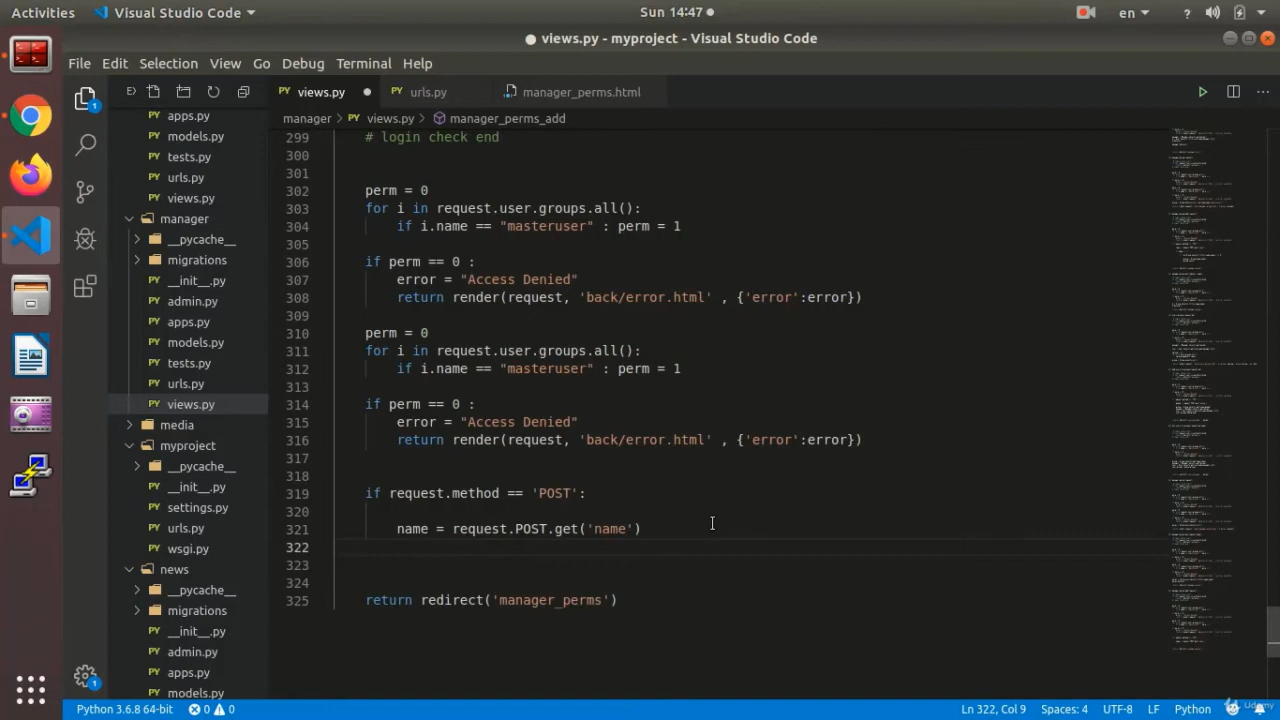 Activities
Visual Studio Code
Sun 14:47
en
views.py - myproject - Visual Studio Code
File Edit Selection View Go Debug Terminal Help
views.py
urls.py
manager_perms.html
manager > views.py > manager_perms_add
apps.py
models.py
tests.py
urls.py
views.py
manager
__pycache__
migrations
__init__.py
admin.py
apps.py
models.py
tests.py
urls.py
views.py
media
myproject
__pycache__
__init__.py
settings.py
urls.py
wsgi.py
news
__pycache__
migrations
__init__.py
admin.py
apps.py
models.py
299 # login check end
300
301
302 perm = 0
303 for i in request.user.groups.all():
304 if i.name == "masteruser" : perm = 1
305
306 if perm == 0 :
307 error = "Access Denied"
308 return render(request, 'back/error.html' , {'error':error})
309
310 perm = 0
311 for i in request.user.groups.all():
312 if i.name == "masteruser" : perm = 1
313
314 if perm == 0 :
315 error = "Access Denied"
316 return render(request, 'back/error.html' , {'error':error})
317
318
319 if request.method == 'POST':
320
321 name = request.POST.get('name')
322
323
324
325 return redirect('manager_perms')
1
1
Python 3.6.8 64-bit
0
0
Ln 322, Col 9
Spaces: 4
UTF-8
LF
Python
Udemy